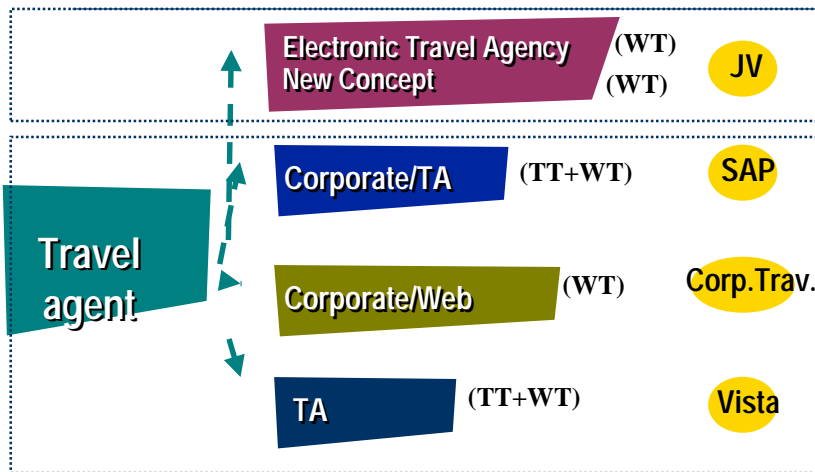 Electronic Travel Agency (WT)
New Concept (WT)
JV
Corporate/TA (TT+WT) SAP
Travel
agent
Corporate/Web (WT) Corp.Trav.
TA (TT+WT) Vista